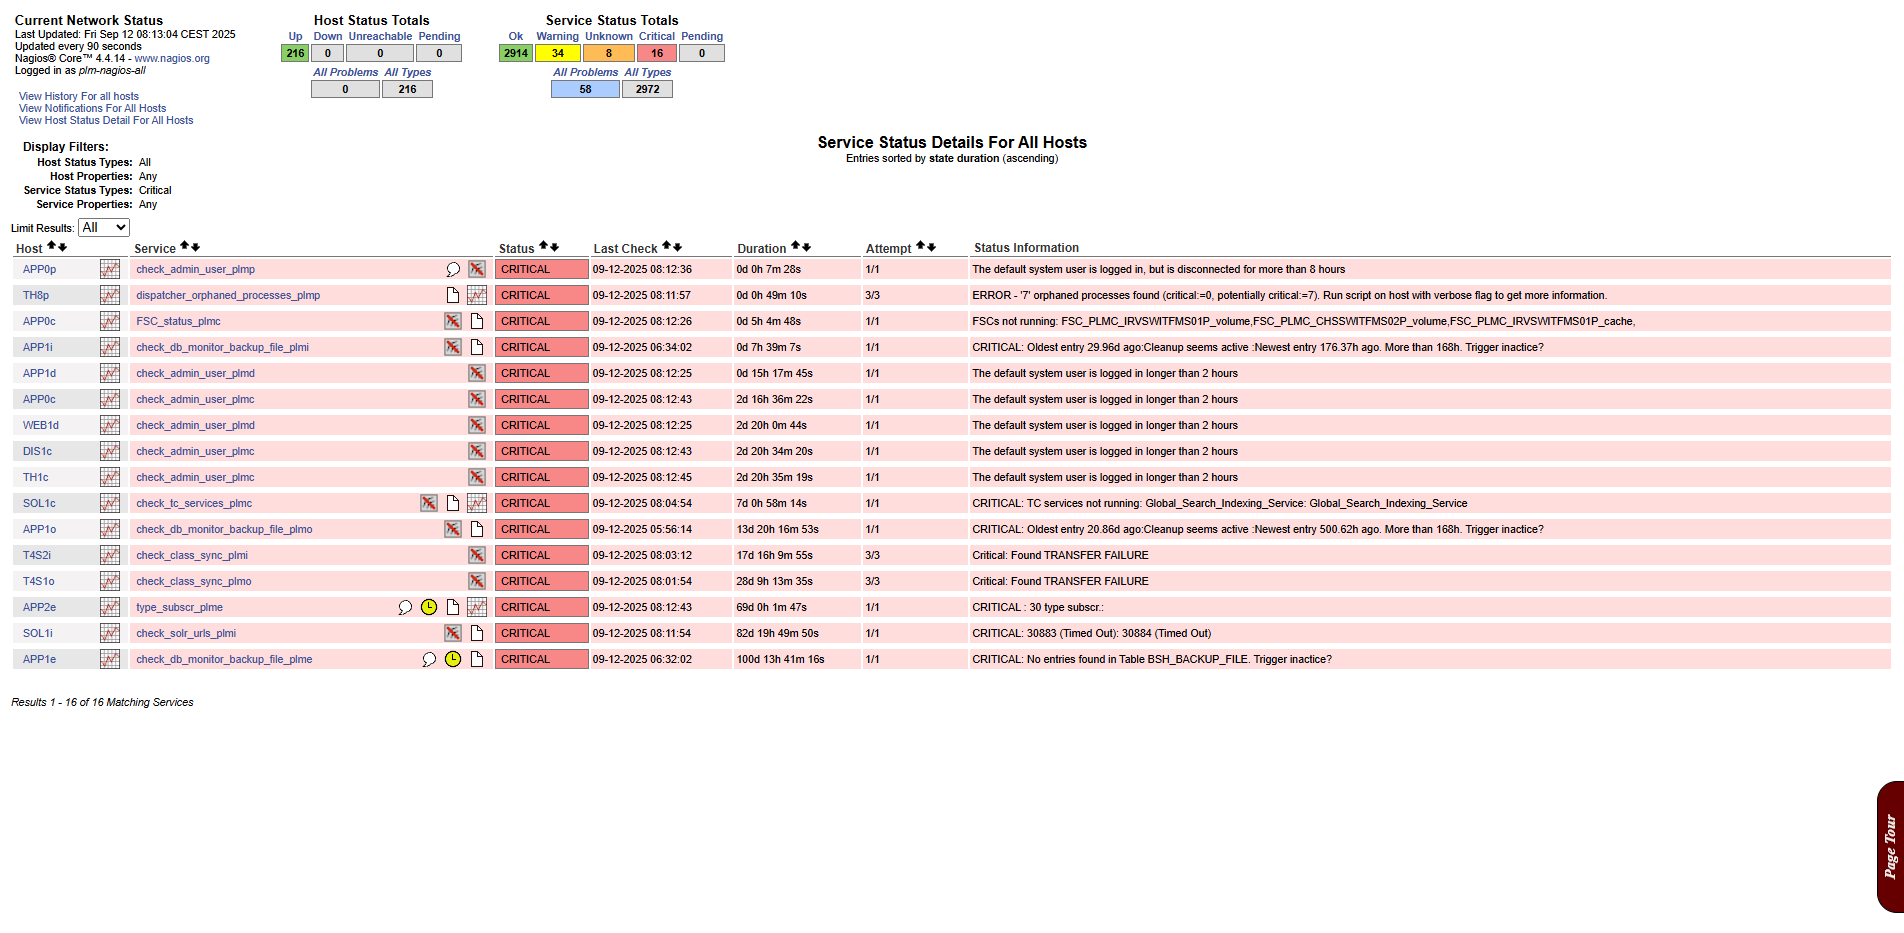 Current Network Status
Last Updated: Fri Sep 12 08:13:04 CEST 2025
Updated every 90 seconds
Nagios® Core™ 4.4.14 - www.nagios.org
Logged in as plm-nagios-all
View History For all hosts
View Notifications For All Hosts
View Host Status Detail For All Hosts
Host Status Totals
Up Down Unreachable Pending
216 0 0 0
All Problems All Types
0 216
Service Status Totals
Ok Warning Unknown Critical Pending
2914 34 8 16 0
All Problems All Types
58 2972
Display Filters:
Host Status Types: All
Host Properties: Any
Service Status Types: Critical
Service Properties: Any
Service Status Details For All Hosts
Entries sorted by state duration (ascending)
Limit Results: All
Host Service Status Last Check Duration Attempt Status Information
APP0p check_admin_user_plmp CRITICAL 09-12-2025 08:12:36 0d 0h 7m 28s 1/1 The default system user is logged in, but is disconnected for more than 8 hours
TH8p dispatcher_orphaned_processes_plmp CRITICAL 09-12-2025 08:11:57 0d 0h 49m 10s 3/3 ERROR - '7' orphaned processes found (critical:=0, potentially critical:=7). Run script on host with verbose flag to get more information.
APP0c FSC_status_plmc CRITICAL 09-12-2025 08:12:26 0d 5h 4m 48s 1/1 FSCs not running: FSC_PLMC_IRVSWITFMS01P_volume,FSC_PLMC_CHSSWITFMS02P_volume,FSC_PLMC_IRVSWITFMS01P_cache,
APP1i check_db_monitor_backup_file_plmi CRITICAL 09-12-2025 06:34:02 0d 7h 39m 7s 1/1 CRITICAL: Oldest entry 29.96d ago:Cleanup seems active :Newest entry 176.37h ago. More than 168h. Trigger inactice?
APP1d check_admin_user_plmd CRITICAL 09-12-2025 08:12:25 0d 15h 17m 45s 1/1 The default system user is logged in longer than 2 hours
APP0c check_admin_user_plmc CRITICAL 09-12-2025 08:12:43 2d 16h 36m 22s 1/1 The default system user is logged in longer than 2 hours
WEB1d check_admin_user_plmd CRITICAL 09-12-2025 08:12:25 2d 20h 0m 44s 1/1 The default system user is logged in longer than 2 hours
DIS1c check_admin_user_plmc CRITICAL 09-12-2025 08:12:43 2d 20h 34m 20s 1/1 The default system user is logged in longer than 2 hours
TH1c check_admin_user_plmc CRITICAL 09-12-2025 08:12:45 2d 20h 35m 19s 1/1 The default system user is logged in longer than 2 hours
SOL1c check_tc_services_plmc CRITICAL 09-12-2025 08:04:54 7d 0h 58m 14s 1/1 CRITICAL: TC services not running: Global_Search_Indexing_Service: Global_Search_Indexing_Service
APP1o check_db_monitor_backup_file_plmo CRITICAL 09-12-2025 05:56:14 13d 20h 16m 53s 1/1 CRITICAL: Oldest entry 20.86d ago:Cleanup seems active :Newest entry 500.62h ago. More than 168h. Trigger inactice?
T4S2i check_class_sync_plmi CRITICAL 09-12-2025 08:03:12 17d 16h 9m 55s 3/3 Critical: Found TRANSFER FAILURE
T4S1o check_class_sync_plmo CRITICAL 09-12-2025 08:01:54 28d 9h 13m 35s 3/3 Critical: Found TRANSFER FAILURE
APP2e type_subscr_plme CRITICAL 09-12-2025 08:12:43 69d 0h 1m 47s 1/1 CRITICAL : 30 type subscr.:
SOL1i check_solr_urls_plmi CRITICAL 09-12-2025 08:11:54 82d 19h 49m 50s 1/1 CRITICAL: 30883 (Timed Out): 30884 (Timed Out)
APP1e check_db_monitor_backup_file_plme CRITICAL 09-12-2025 06:32:02 100d 13h 41m 16s 1/1 CRITICAL: No entries found in Table BSH_BACKUP_FILE. Trigger inactice?
Results 1 - 16 of 16 Matching Services
Page Tour